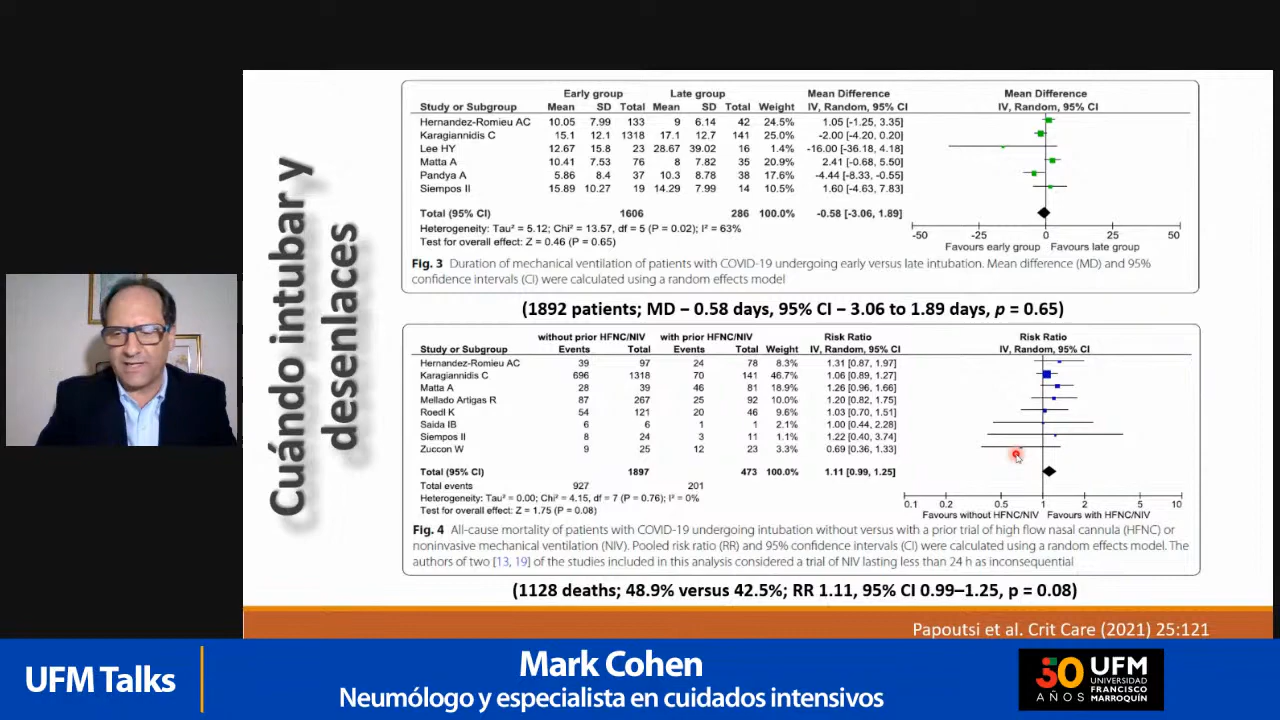 Cuándo intubar y
desenlaces
Early group Late group Mean Difference Mean Difference
Study or Subgroup Mean SD Total Mean SD Total Weight IV, Random, 95% CI IV, Random, 95% CI
Hernandez-Romieu AC 10.05 7.99 133 9 6.14 42 24.5% 1.05 [-1.25, 3.35]
Karagiannidis C 15.1 12.1 1318 17.1 12.7 141 25.0% -2.00 [-4.20, 0.20]
Lee HY 12.67 15.8 23 28.67 39.02 16 1.4% -16.00 [-36.18, 4.18]
Matta A 10.41 7.53 76 8 7.82 35 20.9% 2.41 [-0.68, 5.50]
Pandya A 5.86 8.4 37 10.3 8.78 38 17.6% -4.44 [-8.33, -0.55]
Siempos II 15.89 10.27 19 14.29 7.99 14 10.5% 1.60 [-4.63, 7.83]
Total (95% CI) 1606 286 100.0% -0.58 [-3.06, 1.89]
Heterogeneity: Tau² = 5.12; Chi² = 13.57, df = 5 (P = 0.02); I² = 63%
Test for overall effect: Z = 0.46 (P = 0.65)
-50 -25 0 25 50
Favours early group Favours late group
Fig. 3 Duration of mechanical ventilation of patients with COVID-19 undergoing early versus late intubation. Mean difference (MD) and 95%
confidence intervals (CI) were calculated using a random effects model
(1892 patients; MD − 0.58 days, 95% CI − 3.06 to 1.89 days, p = 0.65)
without prior HFNC/NIV with prior HFNC/NIV Risk Ratio Risk Ratio
Study or Subgroup Events Total Events Total Weight IV, Random, 95% CI IV, Random, 95% CI
Hernandez-Romieu AC 39 97 24 78 8.3% 1.31 [0.87, 1.97]
Karagiannidis C 696 1318 70 141 46.7% 1.06 [0.89, 1.27]
Matta A 28 39 46 81 18.9% 1.26 [0.96, 1.66]
Mellado Artigas R 87 267 25 92 10.0% 1.20 [0.82, 1.75]
Roedl K 54 121 20 46 9.6% 1.03 [0.70, 1.51]
Saida IB 6 6 1 1 2.1% 1.00 [0.44, 2.28]
Siempos II 8 24 3 11 1.1% 1.22 [0.40, 3.74]
Zuccon W 9 25 12 23 3.2% 0.69 [0.36, 1.33]
Total (95% CI) 1897 473 100.0% 1.11 [0.99, 1.25]
Total events 927 201
Heterogeneity: Tau² = 0.00; Chi² = 4.15, df = 7 (P = 0.76); I² = 0%
Test for overall effect: Z = 1.75 (P = 0.08)
0.1 0.2 0.5 1 2 5 10
Favours without HFNC/NIV Favours with HFNC/NIV
Fig. 4 All-cause mortality of patients with COVID-19 undergoing intubation without versus with a prior trial of high flow nasal cannula (HFNC) or
noninvasive mechanical ventilation (NIV). Pooled risk ratio (RR) and 95% confidence intervals (CI) were calculated using a random effects model. The
authors of two [13, 19] of the studies included in this analysis considered a trial of NIV lasting less than 24 h as inconsequential
(1128 deaths; 48.9% versus 42.5%; RR 1.11, 95% CI 0.99–1.25, p = 0.08)
Papoutsi et al. Crit Care (2021) 25:121
UFM Talks
Mark Cohen
Neumólogo y especialista en cuidados intensivos
50
AÑOS
UFM
UNIVERSIDAD
FRANCISCO
MARROQUÍN